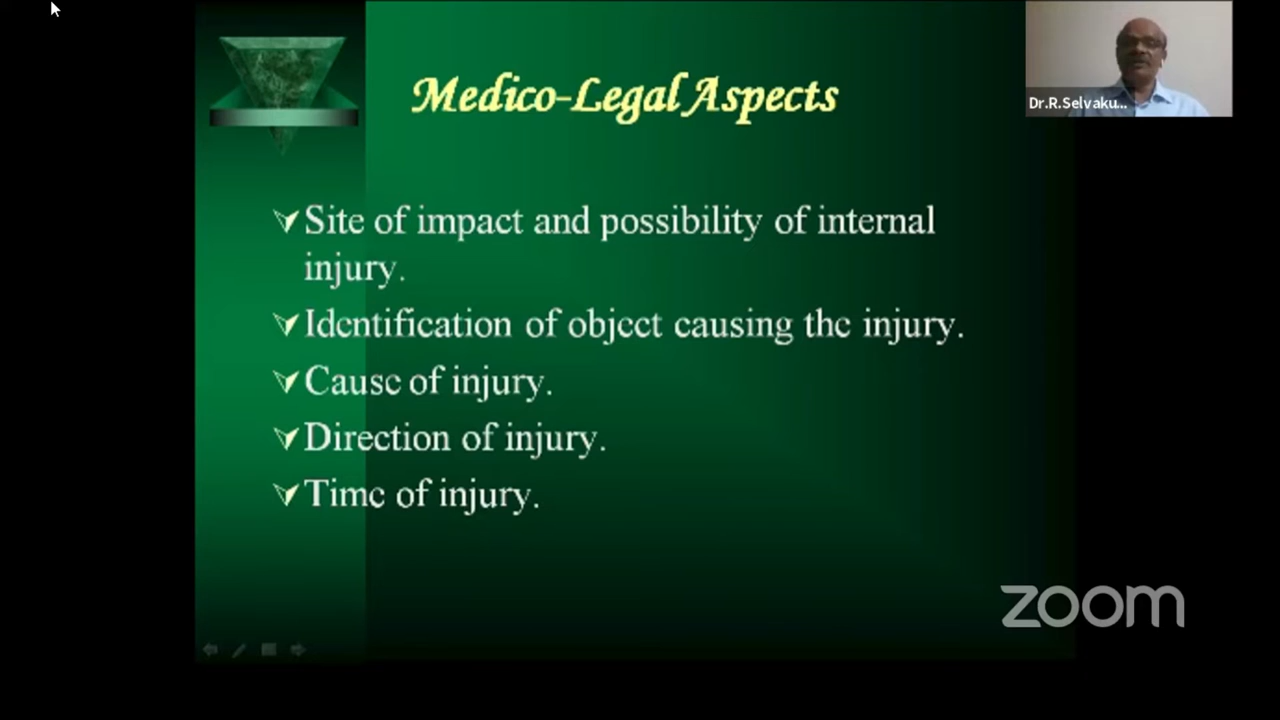 Medico-Legal Aspects
Dr.R.Selvaku...
Site of impact and possibility of internal
injury.
Identification of object causing the injury.
Cause of injury.
Direction of injury.
Time of injury.
zoom